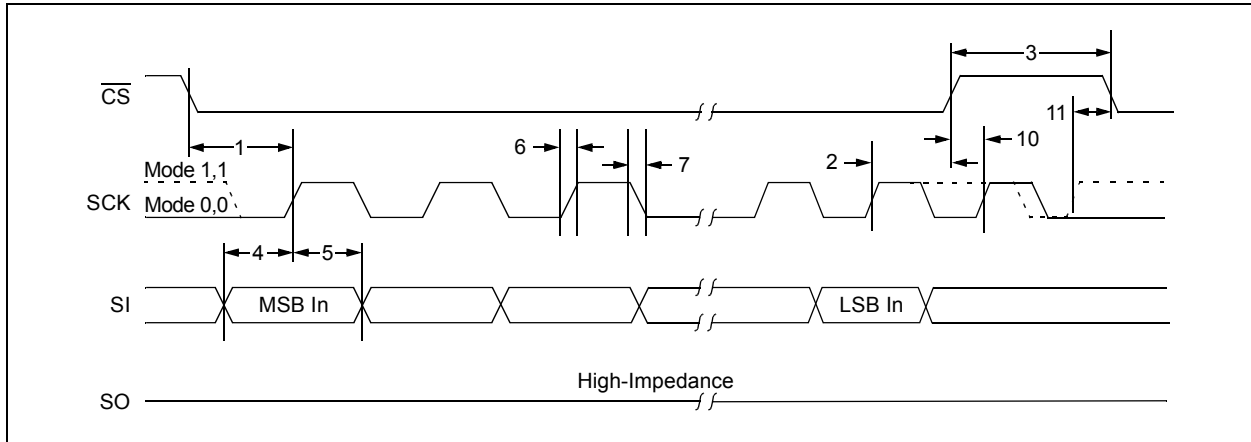 3
CS
11
1
6
10
Mode 1,1
7
2
SCK
Mode 0,0
4
5
SI
MSB In
LSB In
High-Impedance
SO